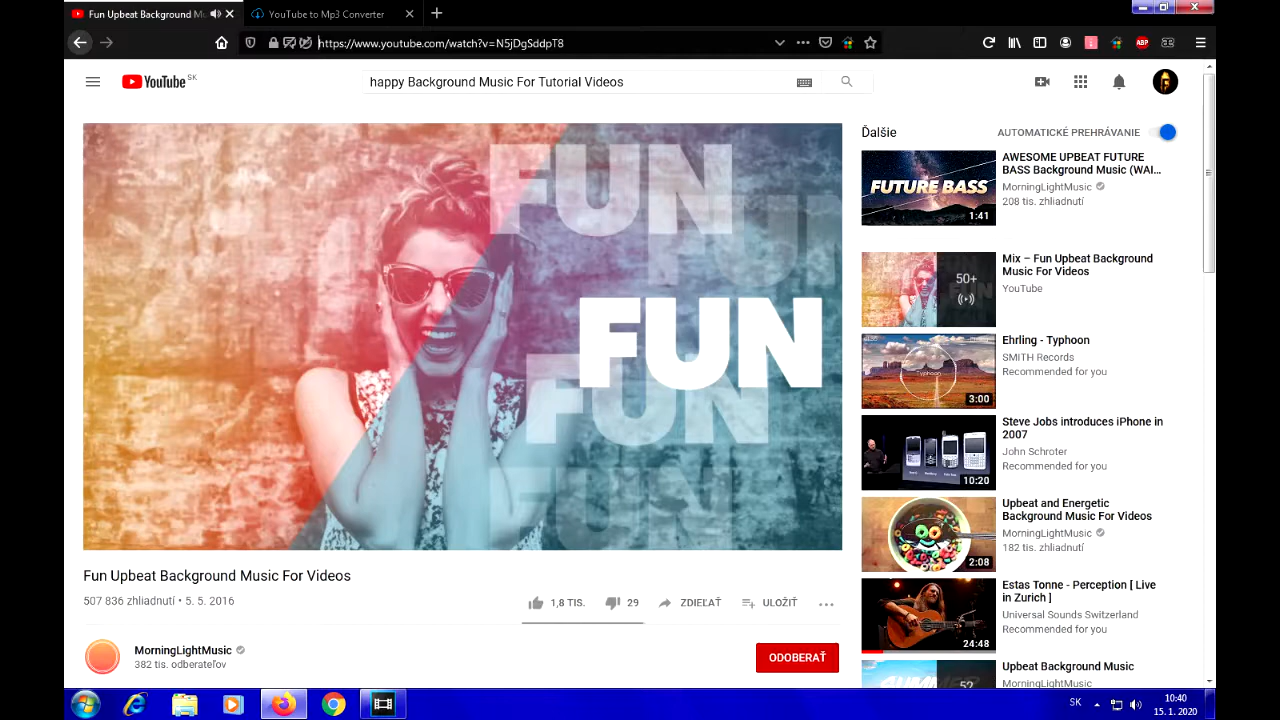 Fun Upbeat Background Mu
YouTube to Mp3 Converter
https://www.youtube.com/watch?v=N5jDgSddpT8
ABP
YouTube SK
happy Background Music For Tutorial Videos
FUN
FUN
FUN
FUN
Fun Upbeat Background Music For Videos
507 836 zhliadnutí • 5. 5. 2016
1,8 TIS.
29
ZDIEĽAŤ
ULOŽIŤ
MorningLightMusic
382 tis. odberateľov
ODOBERAŤ
Ďalšie
AUTOMATICKÉ PREHRÁVANIE
FUTURE BASS
1:41
AWESOME UPBEAT FUTURE
BASS Background Music (WAI...
MorningLightMusic
208 tis. zhliadnutí
50+
Mix – Fun Upbeat Background
Music For Videos
YouTube
Typhoon
3:00
Ehrling - Typhoon
SMITH Records
Recommended for you
10:20
Steve Jobs introduces iPhone in
2007
John Schroter
Recommended for you
2:08
Upbeat and Energetic
Background Music For Videos
MorningLightMusic
182 tis. zhliadnutí
24:48
Estas Tonne - Perception [ Live
in Zurich ]
Universal Sounds Switzerland
Recommended for you
Upbeat Background Music
MorningLightMusic
SK
10:40
15. 1. 2020